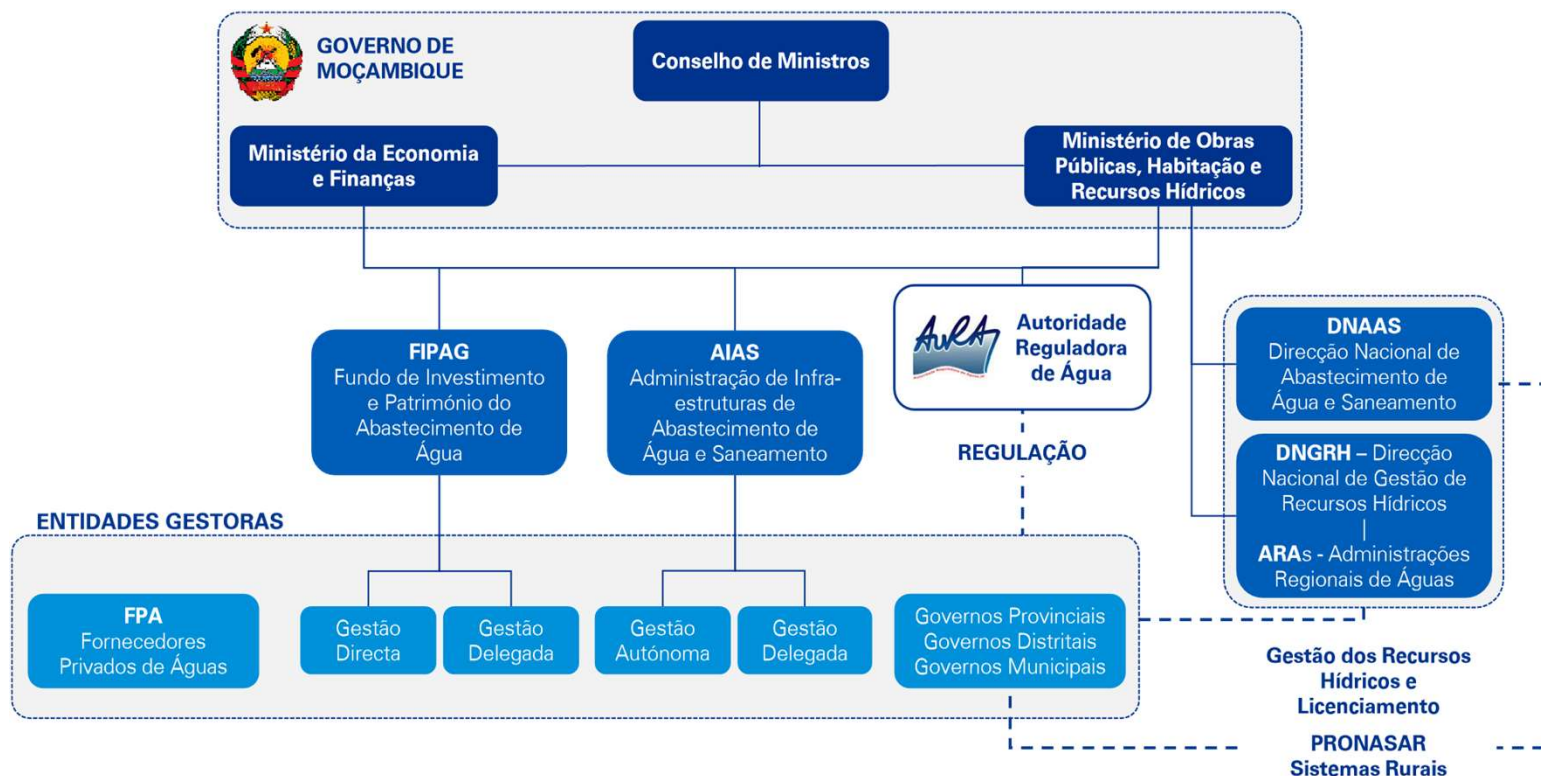 GOVERNO DE
MOÇAMBIQUE
Conselho de Ministros
Ministério da Economia
e Finanças
Ministério de Obras
Públicas, Habitação e
Recursos Hídricos
FIPAG
Fundo de Investimento
e Património do
Abastecimento de
Água
AIAS
Administração de Infra-
estruturas de
Abastecimento de
Água e Saneamento
AURA
Autoridade
Reguladora
de Água
REGULAÇÃO
DNAAS
Direcção Nacional de
Abastecimento de
Água e Saneamento
DNGRH – Direcção
Nacional de Gestão de
Recursos Hídricos
ARAs - Administrações
Regionais de Águas
ENTIDADES GESTORAS
FPA
Fornecedores
Privados de Águas
Gestão
Directa
Gestão
Delegada
Gestão
Autónoma
Gestão
Delegada
Governos Provinciais
Governos Distritais
Governos Municipais
Gestão dos Recursos
Hídricos e
Licenciamento
PRONASAR
Sistemas Rurais